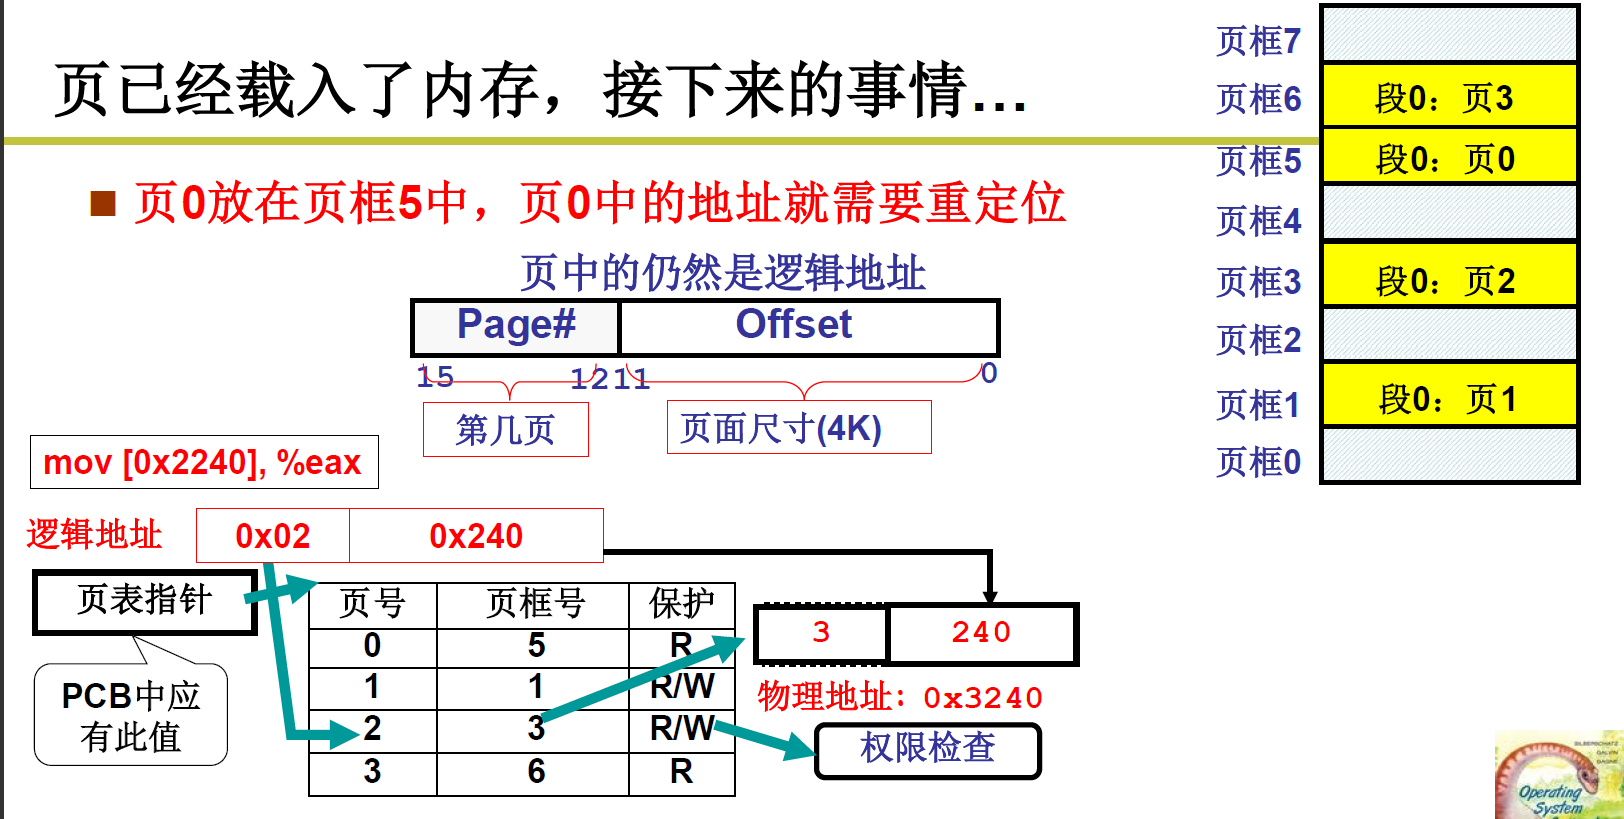 页已经载入了内存，接下来的事情…
页0放在页框5中，页0中的地址就需要重定位
页中的仍然是逻辑地址
Page# Offset
15 12 11 0
第几页 页面尺寸(4K)
mov [0x2240], %eax
逻辑地址 0x02 0x240
页表指针
PCB中应
有此值
页号 页框号 保护
0 5 R
1 1 R/W
2 3 R/W
3 6 R
3 240
物理地址：0x3240
权限检查
页框7
页框6 段0：页3
页框5 段0：页0
页框4
页框3 段0：页2
页框2
页框1 段0：页1
页框0
SILBERSCHATZ
GALVIN
GAGNE
Operating
System